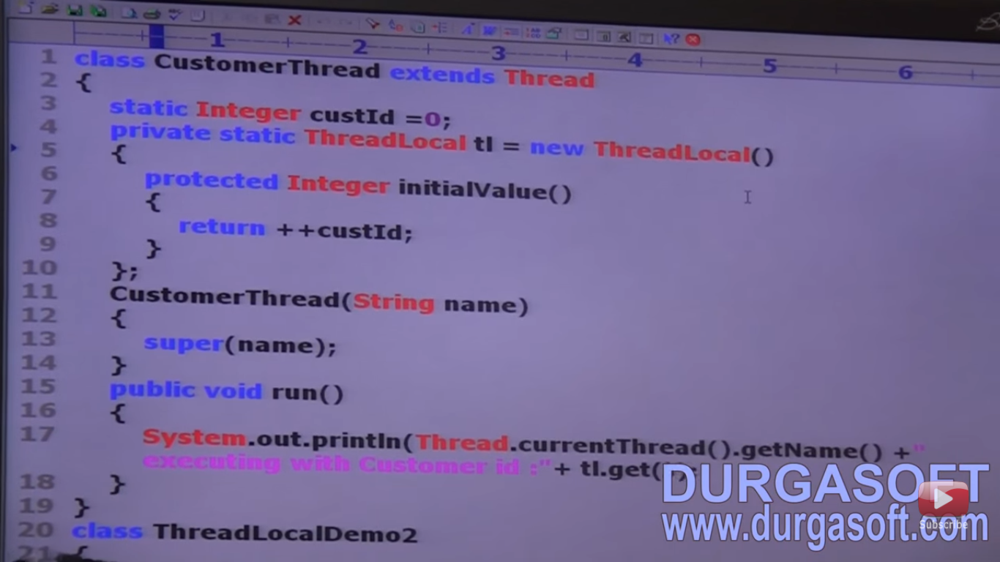 1 2 3 4 5 6
1 class CustomerThread extends Thread
2 {
3 static Integer custId =0;
4 private static ThreadLocal tl = new ThreadLocal()
5 {
6 protected Integer initialValue()
7 {
8 return ++custId;
9 }
10 };
11 CustomerThread(String name)
12 {
13 super(name);
14 }
15 public void run()
16 {
17 System.out.println(Thread.currentThread().getName() +"
executing with Customer id :"+ tl.get());
18 }
19 }
20 class ThreadLocalDemo2
21 {
DURGASOFT
www.durgasoft.com
Subscribe